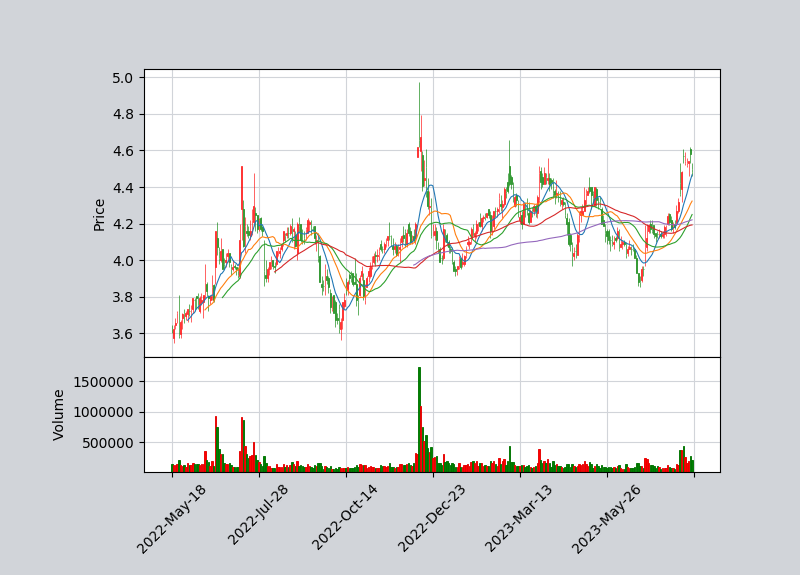 5.0
4.8
4.6
4.4
4.2
4.0
3.8
3.6
Price
1500000
1000000
500000
Volume
2022-May-18
2022-Jul-28
2022-Oct-14
2022-Dec-23
2023-Mar-13
2023-May-26